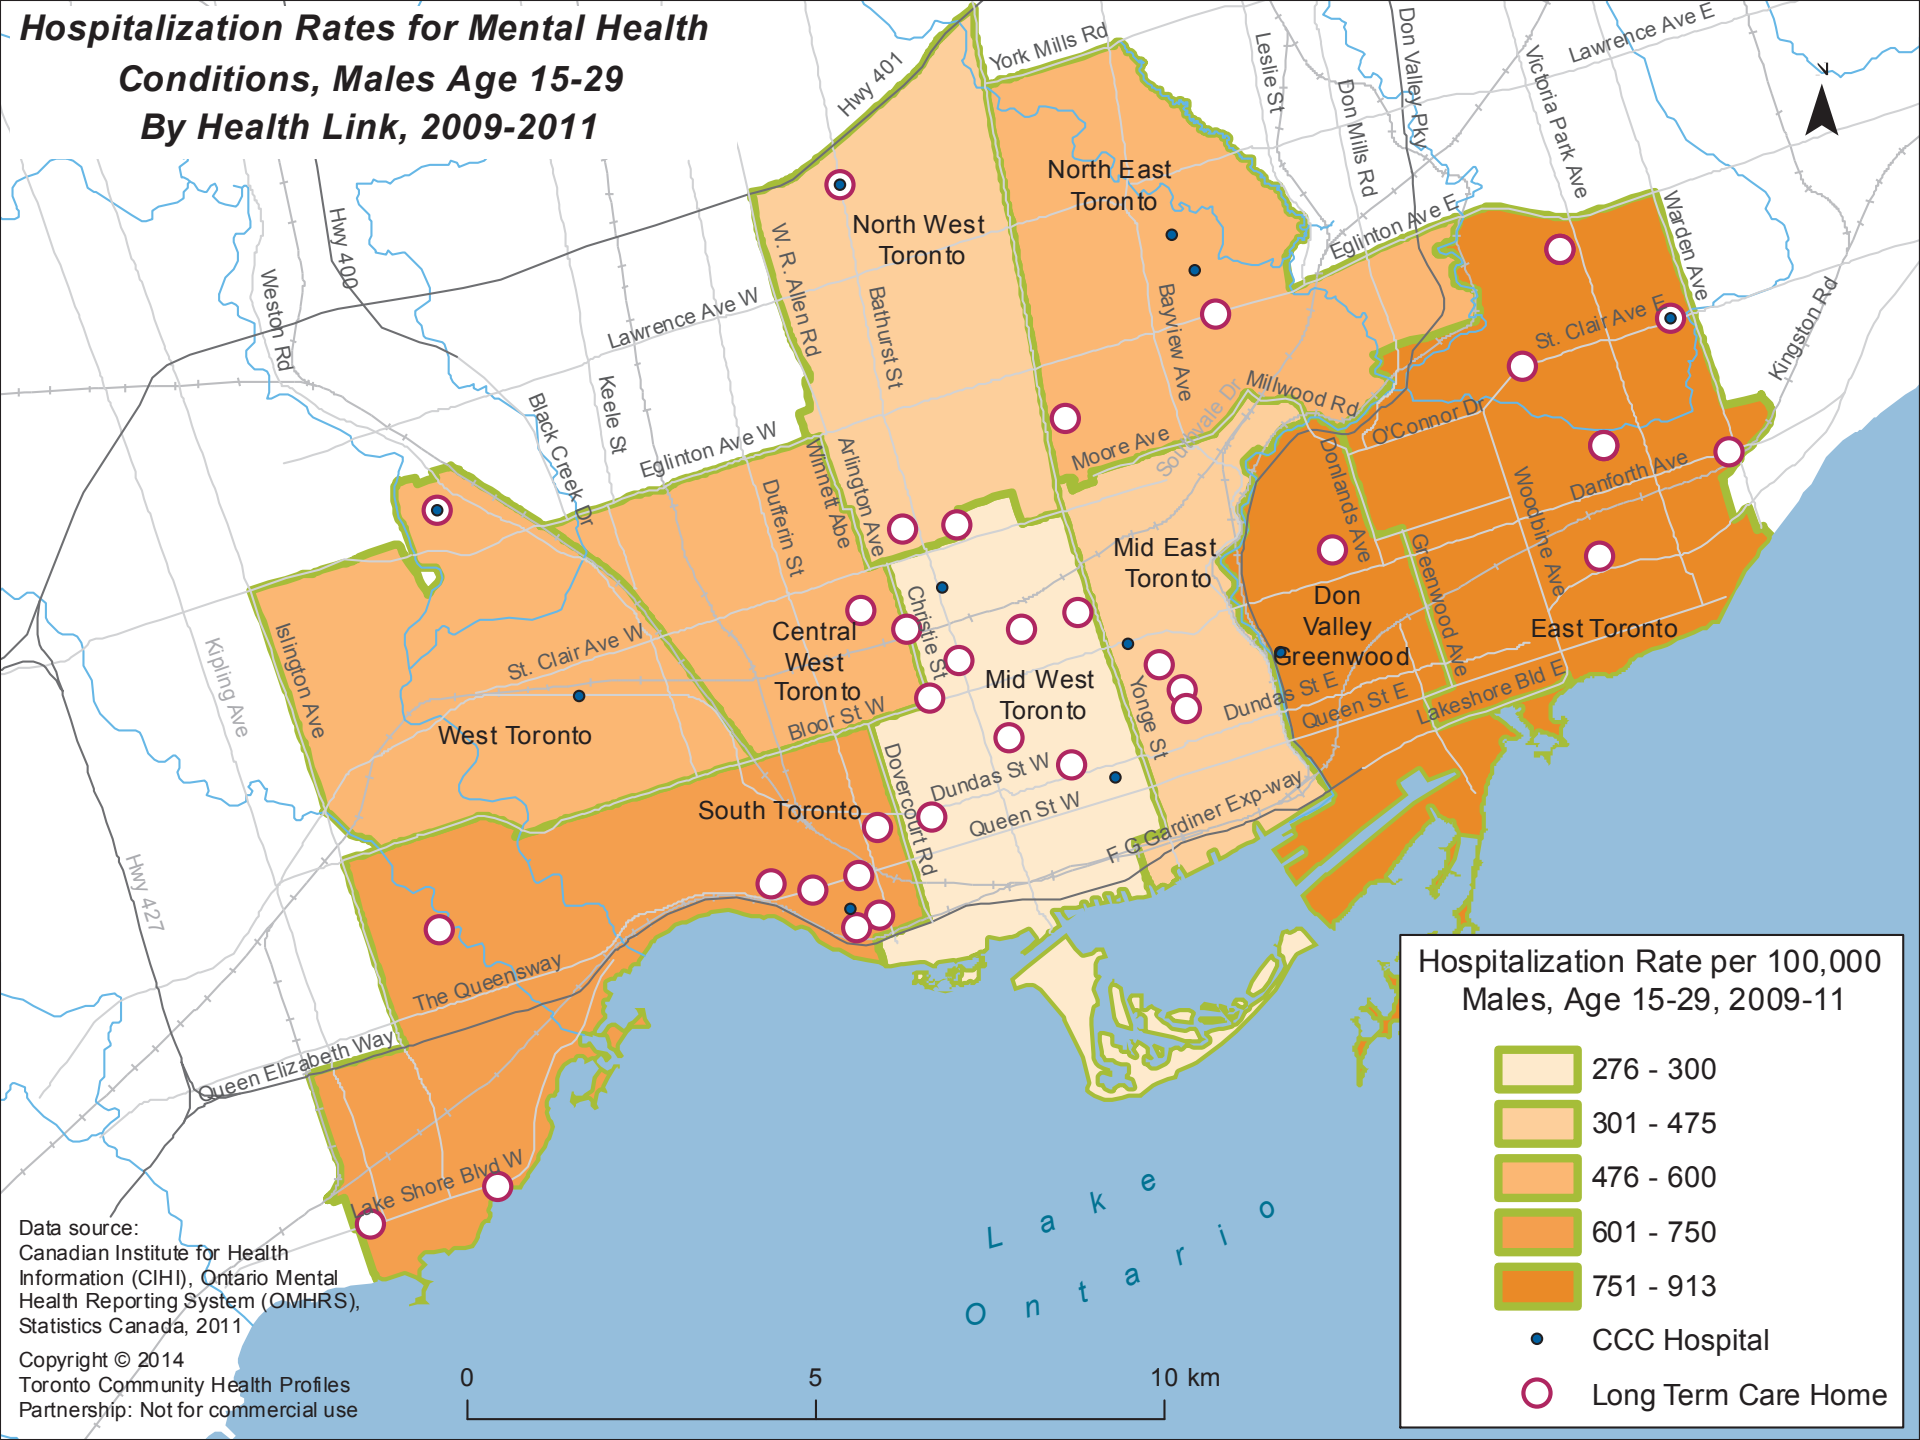 Hospitalization Rates for Mental Health
Conditions, Males Age 15-29
By Health Link, 2009-2011
Hwy 401
York Mills Rd
Leslie St
Don Mills Rd
Don Valley Pky
Victoria Park Ave
Lawrence Ave E
N
North East
Toronto
North West
Toronto
Hwy 400
Weston Rd
W. R. Allen Rd
Bathurst St
Bayview Ave
Eglinton Ave E
Warden Ave
Kingston Rd
St. Clair Ave E
Lawrence Ave W
Keele St
Black Creek Dr
Eglinton Ave W
Winnett Abe
Arlington Ave
Dufferin St
Moore Ave
Southvale Dr
Millwood Rd
O'Connor Dr
Donlands Ave
Danforth Ave
Woodbine Ave
Greenwood Ave
Mid East
Toronto
Don
Valley
Greenwood
East Toronto
Kipling Ave
Islington Ave
St. Clair Ave W
Central
West
Toronto
Christie St
Mid West
Toronto
Yonge St
Dundas St E
Queen St E
Lakeshore Bld E
West Toronto
Bloor St W
South Toronto
Dovercourt Rd
Dundas St W
Queen St W
F G Gardiner Exp-way
Hwy 427
The Queensway
Queen Elizabeth Way
Lake Shore Blvd W
Lake
Ontario
Hospitalization Rate per 100,000
Males, Age 15-29, 2009-11
276 - 300
301 - 475
476 - 600
601 - 750
751 - 913
CCC Hospital
Long Term Care Home
Data source:
Canadian Institute for Health
Information (CIHI), Ontario Mental
Health Reporting System (OMHRS),
Statistics Canada, 2011
Copyright © 2014
Toronto Community Health Profiles
Partnership: Not for commercial use
0 5 10 km